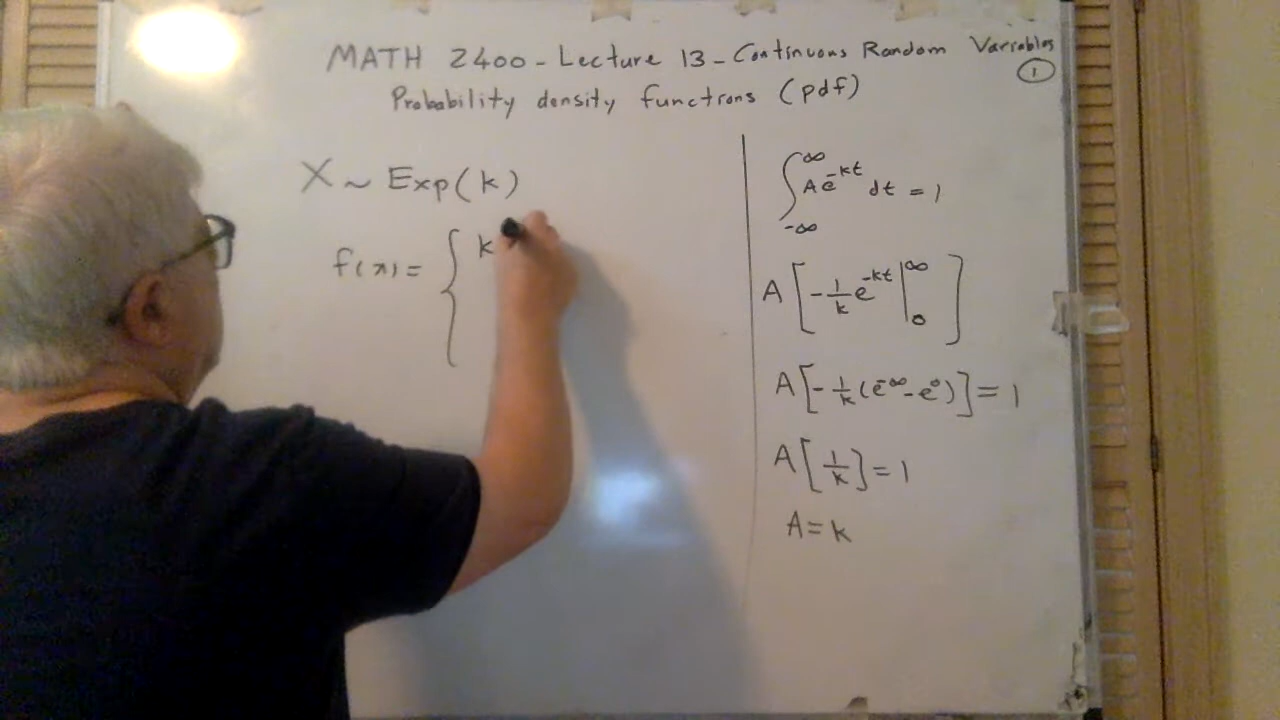 MATH 2400 - Lecture 13 - Continuous Random Variables
①
Probability density functions (pdf)
X ~ Exp(k)
f(x) = { k
∫_{-∞}^{∞} A e^{-kt} dt = 1
A [ -1/k e^{-kt} |_0^∞ ]
A [ -1/k (e^{-∞} - e^0) ] = 1
A [ 1/k ] = 1
A = k